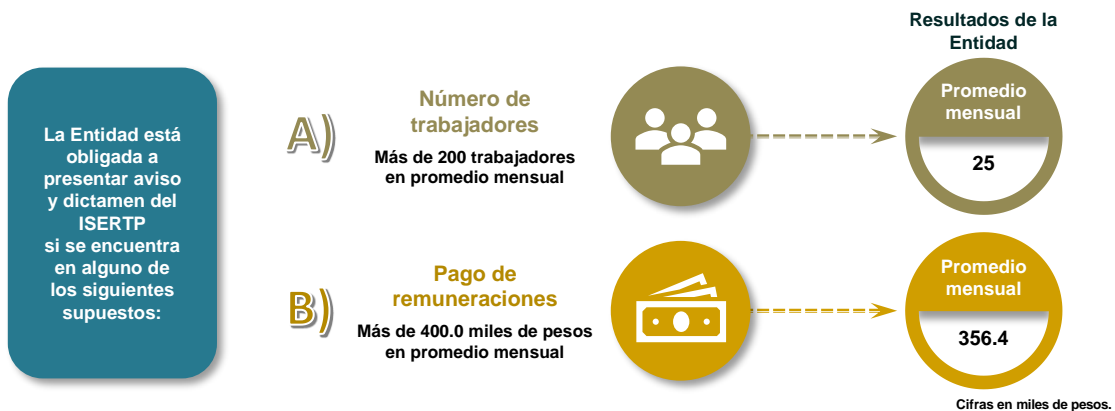 La Entidad está
obligada a
presentar aviso
y dictamen del
ISERTP
si se encuentra
en alguno de
los siguientes
supuestos:
A)
Número de
trabajadores
Más de 200 trabajadores
en promedio mensual
Resultados de la
Entidad
Promedio
mensual
25
B)
Pago de
remuneraciones
Más de 400.0 miles de pesos
en promedio mensual
Promedio
mensual
356.4
Cifras en miles de pesos.